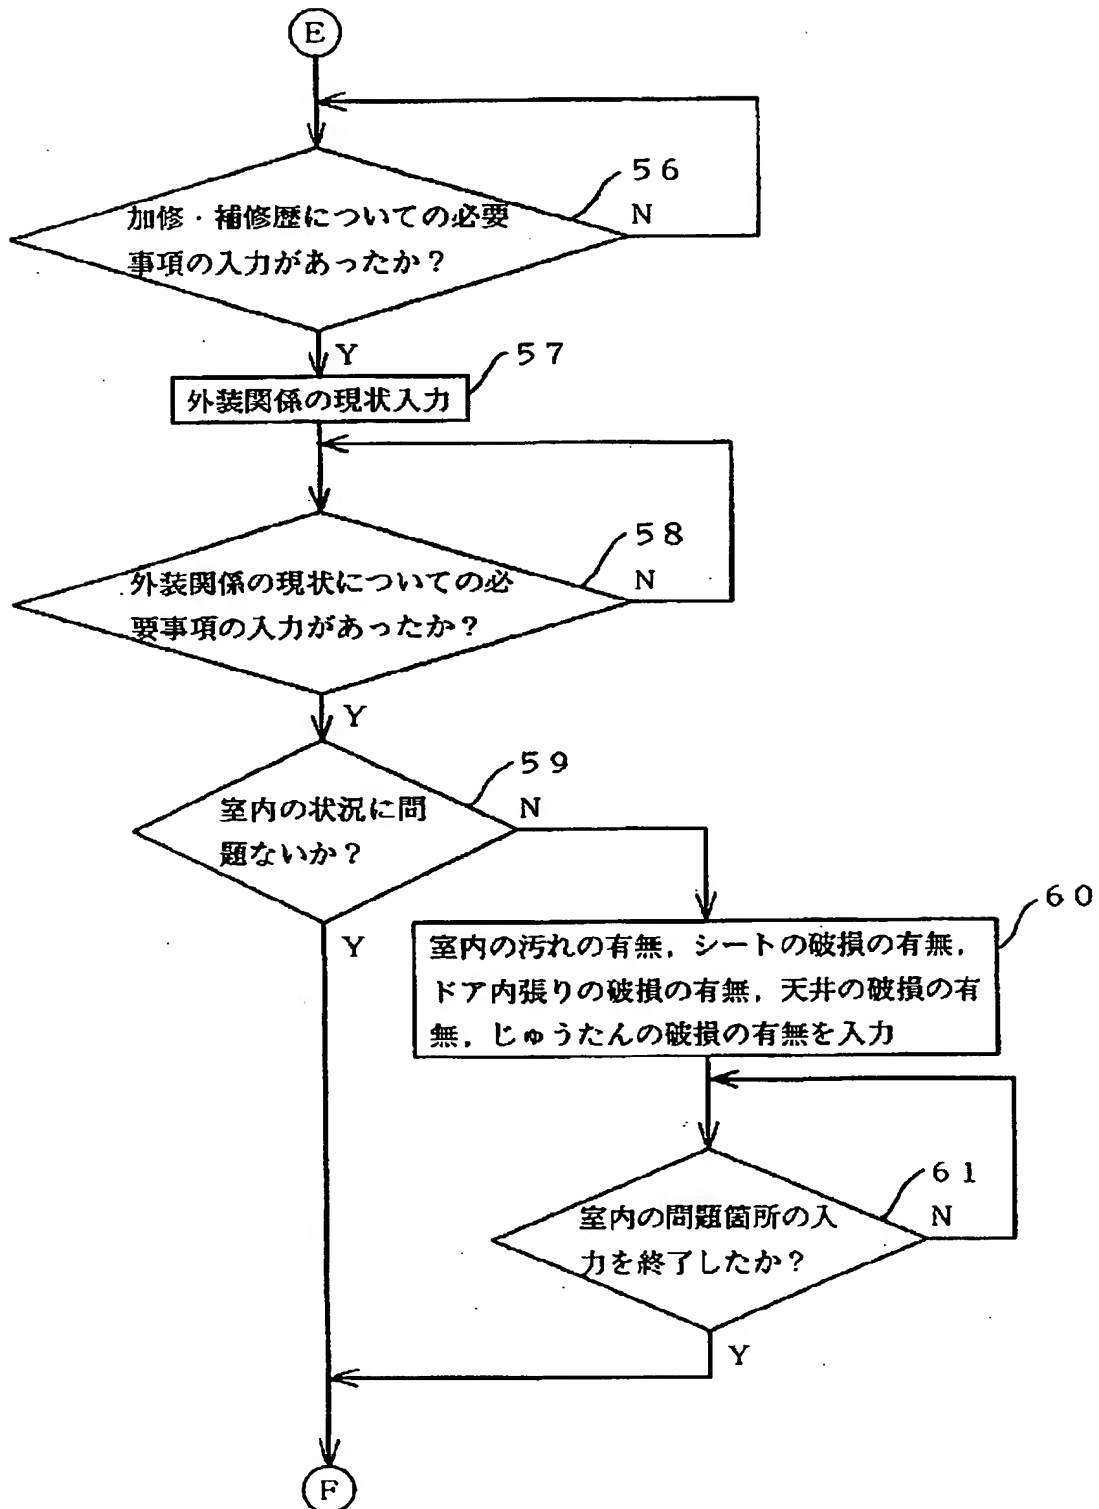 E
56
加修・補修歴についての必要
N
事項の入力があったか？
Y
57
外装関係の現状入力
58
外装関係の現状についての必
N
要事項の入力があったか？
Y
59
室内の状況に問
N
題ないか？
60
Y
室内の汚れの有無，シートの破損の有無，
ドア内張りの破損の有無，天井の破損の有
無，じゅうたんの破損の有無を入力
61
室内の問題箇所の入
N
力を終了したか？
Y
F